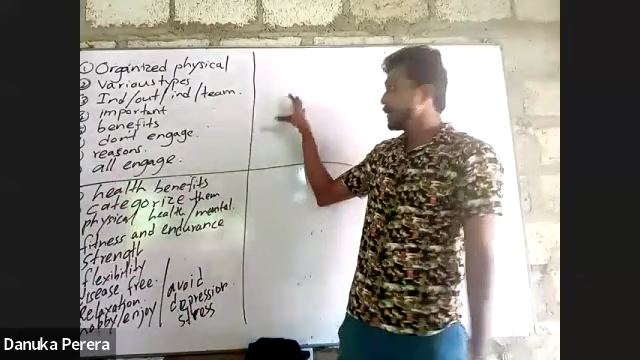 ① Organized physical
② Various types
③ Ind/out/ind/team.
④ important
benefits
don't engage.
reasons.
all engage.
health benefits
categorize them
physical health/mental.
fitness and endurance
strength
flexibility
disease free.
Relaxation
happy/enjoy
avoid
depression
stress
Danuka Perera